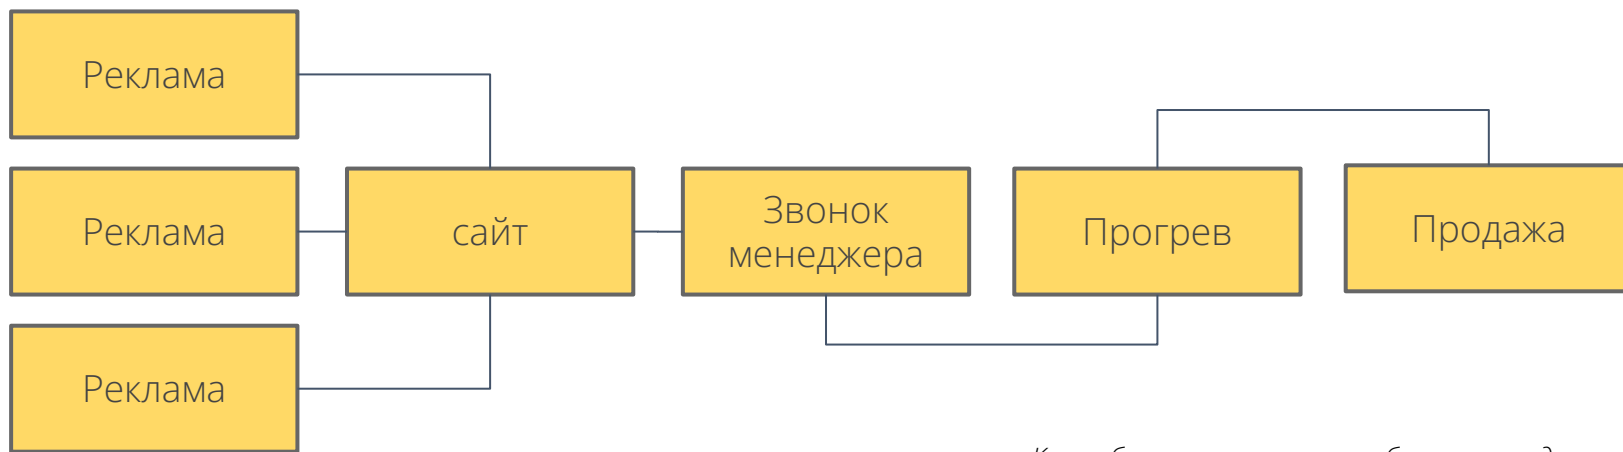 Реклама
Реклама
сайт
Звонок
менеджера
Прогрев
Продажа
Реклама